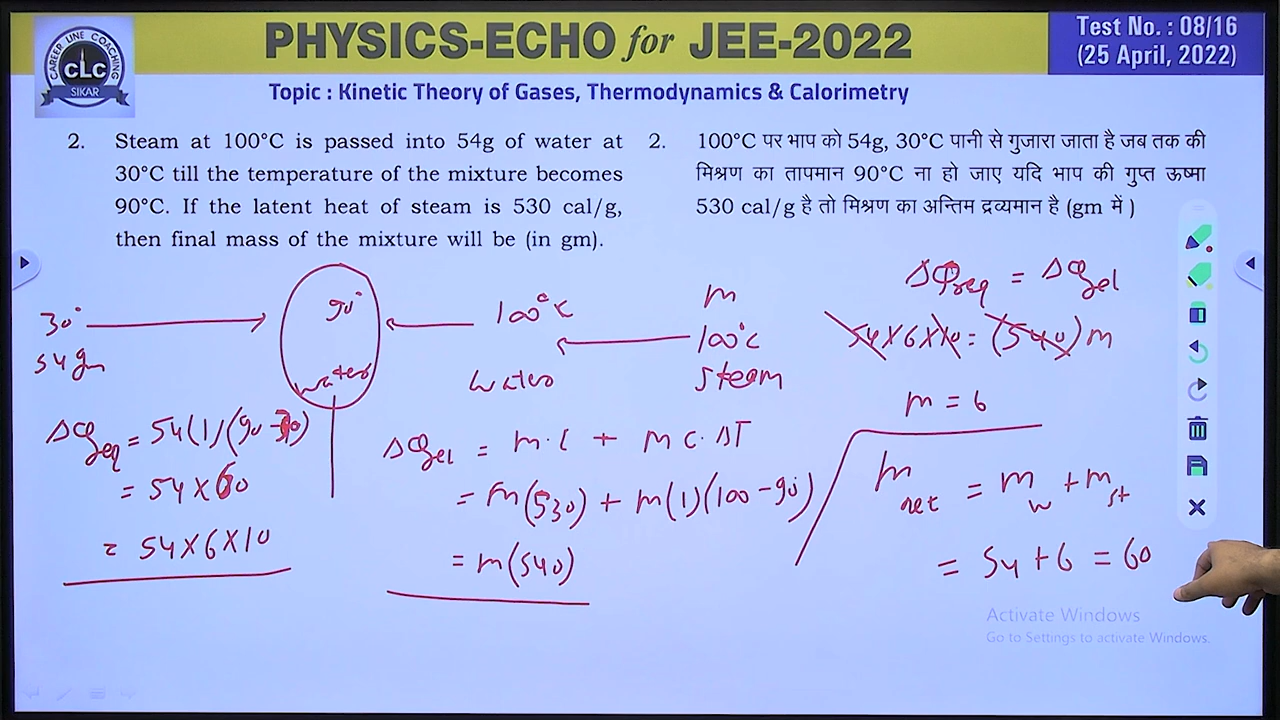 PHYSICS-ECHO for JEE-2022
Test No. : 08/16
(25 April, 2022)
CAREER LINE COACHING
CLC
SIKAR
Topic : Kinetic Theory of Gases, Thermodynamics & Calorimetry
2. Steam at 100°C is passed into 54g of water at
30°C till the temperature of the mixture becomes
90°C. If the latent heat of steam is 530 cal/g,
then final mass of the mixture will be (in gm).
2. 100°C पर भाप को 54g, 30°C पानी से गुजारा जाता है जब तक की
मिश्रण का तापमान 90°C ना हो जाए यदि भाप की गुप्त ऊष्मा
530 cal/g है तो मिश्रण का अन्तिम द्रव्यमान है (gm में )
30°
54gm
90°
water
100°C
water
m
100°C
steam
ΔQreq = 54(1)(90-30)
= 54×60
= 54×6×10
ΔQrel = m·L + mC·ΔT
= m(530) + m(1)(100-90)
= m(540)
ΔQreq = ΔQrel
54×6×10 = (540)m
m = 6
mnet = mw + mst
= 54+6 = 60
Activate Windows
Go to Settings to activate Windows.